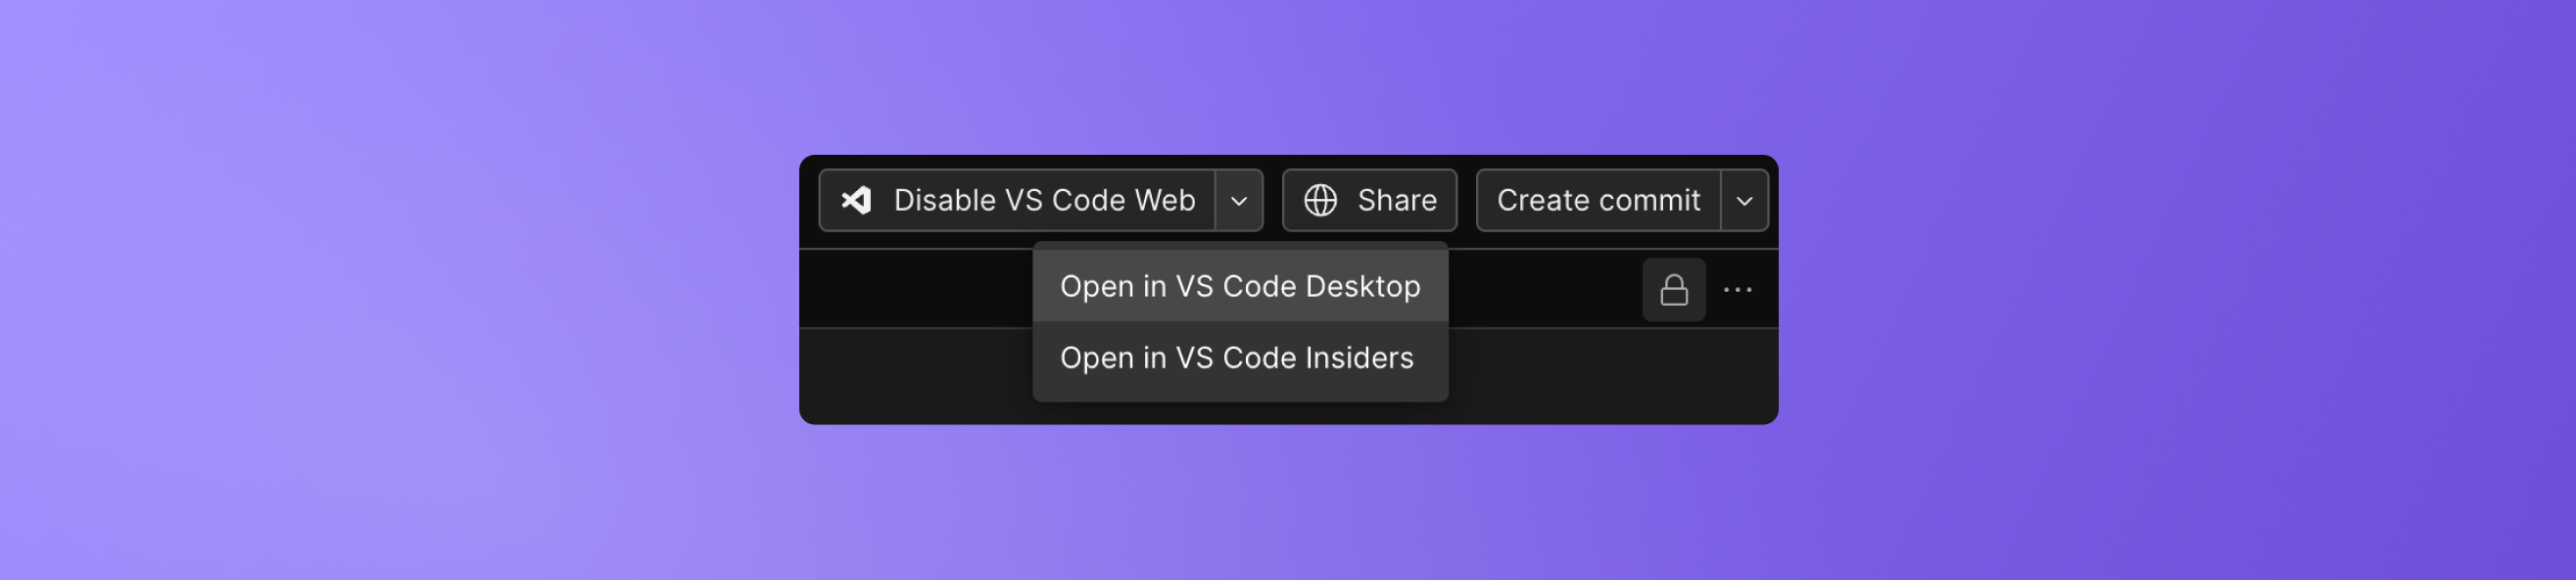 Disable VS Code Web
Share
Create commit
Open in VS Code Desktop
Open in VS Code Insiders